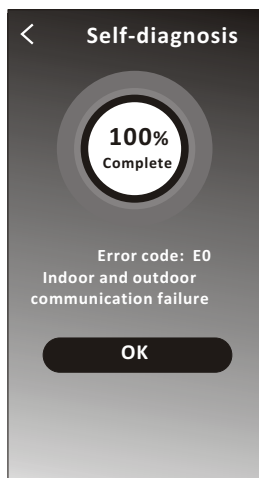 Self-diagnosis
100%
Complete
Error code: E0
Indoor and outdoor
communication failure
OK